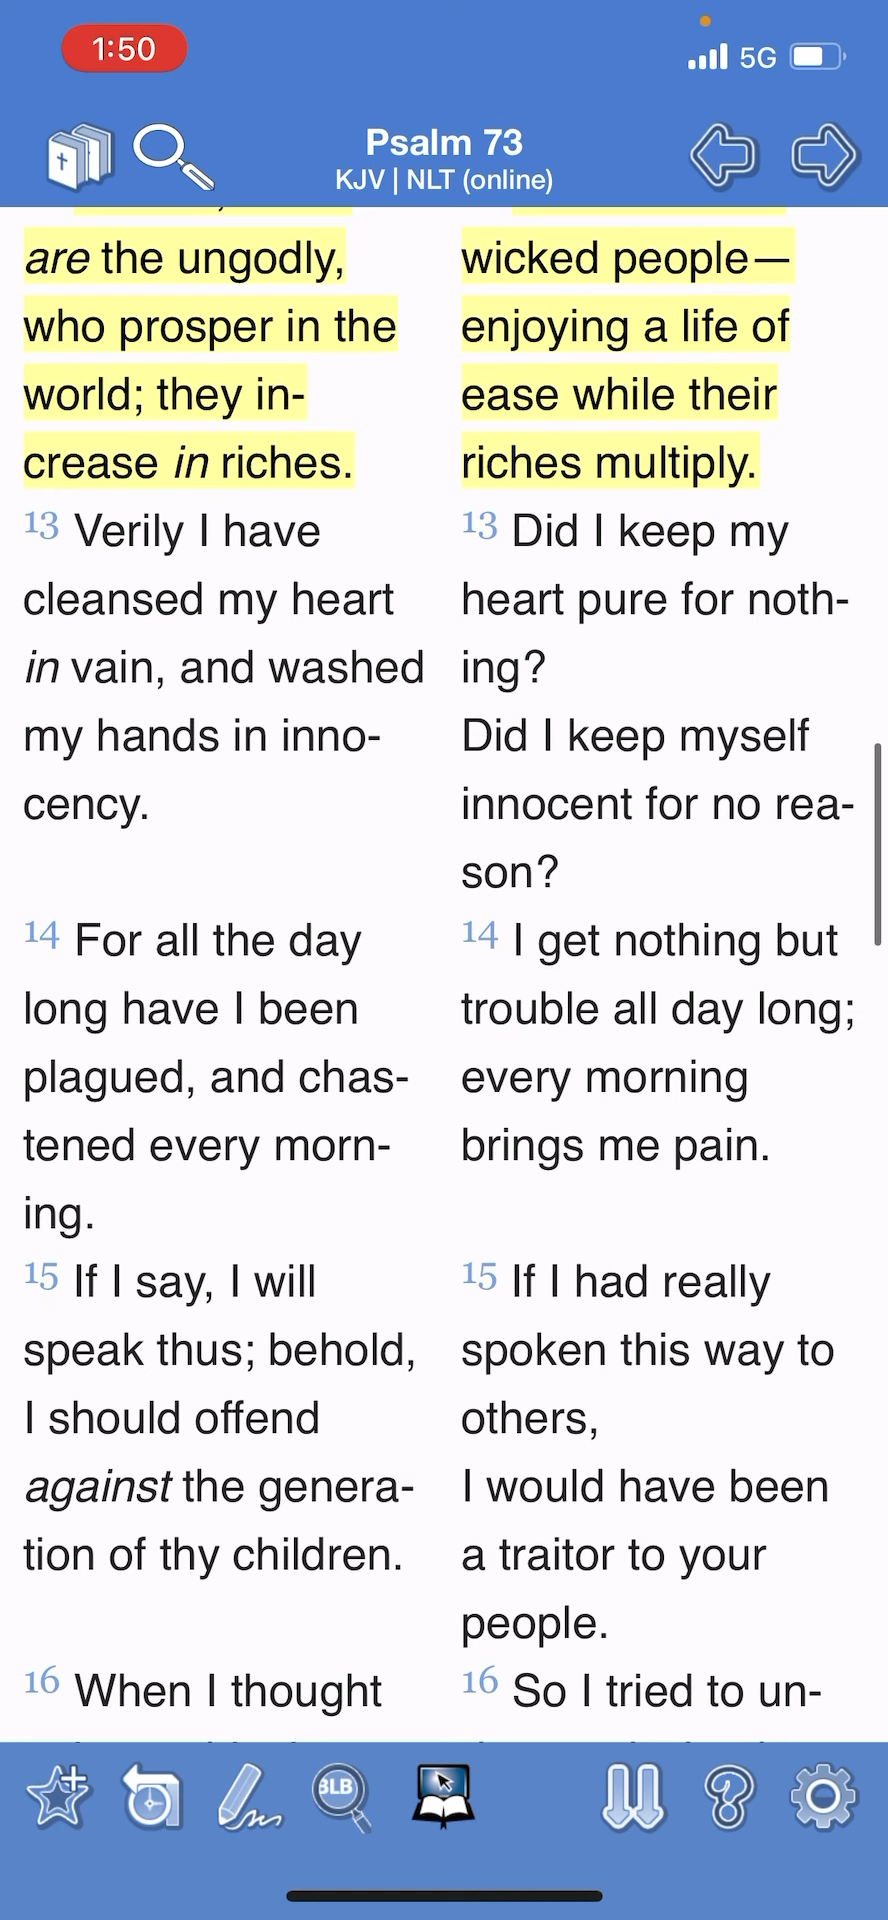 1:50
5G
Psalm 73
KJV | NLT (online)
are the ungodly,
who prosper in the
world; they in-
crease in riches.
13 Verily I have
cleansed my heart
in vain, and washed
my hands in inno-
cency.
14 For all the day
long have I been
plagued, and chas-
tened every morn-
ing.
15 If I say, I will
speak thus; behold,
I should offend
against the genera-
tion of thy children.
16 When I thought
wicked people—
enjoying a life of
ease while their
riches multiply.
13 Did I keep my
heart pure for noth-
ing?
Did I keep myself
innocent for no rea-
son?
14 I get nothing but
trouble all day long;
every morning
brings me pain.
15 If I had really
spoken this way to
others,
I would have been
a traitor to your
people.
16 So I tried to un-
BLB